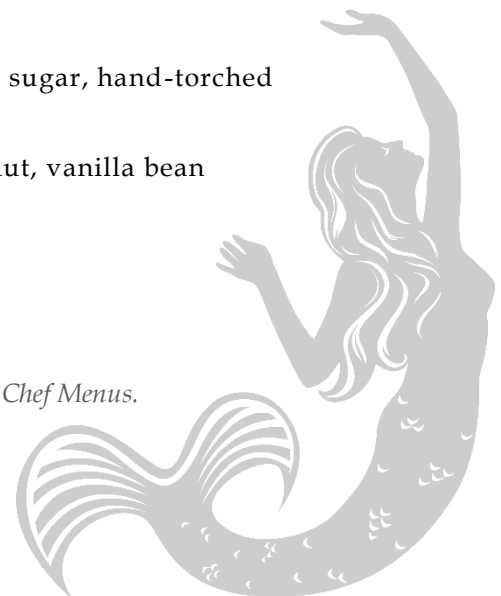 sugar, hand-torched
ut, vanilla bean
Chef Menus.